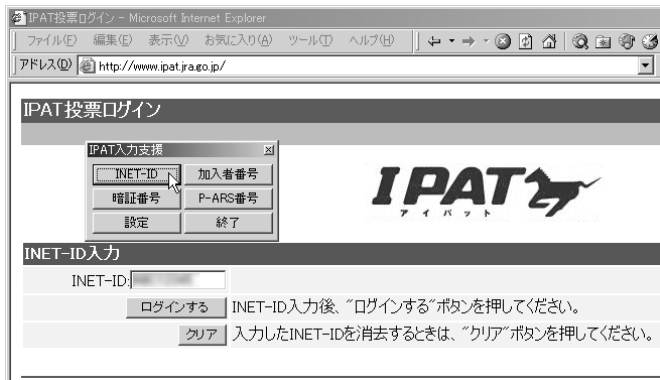 IPAT投票ログイン - Microsoft Internet Explorer
ファイル(F) 編集(E) 表示(V) お気に入り(A) ツール(T) ヘルプ(H)
アドレス(D) http://www.ipat.jra.go.jp/
IPAT投票ログイン
IPAT入力支援
INET-ID 加入者番号
暗証番号 P-ARS番号
設定 終了
IPAT
アイパット
INET-ID入力
INET-ID:
ログインする INET-ID入力後、"ログインする"ボタンを押してください。
クリア 入力したINET-IDを消去するときは、"クリア"ボタンを押してください。